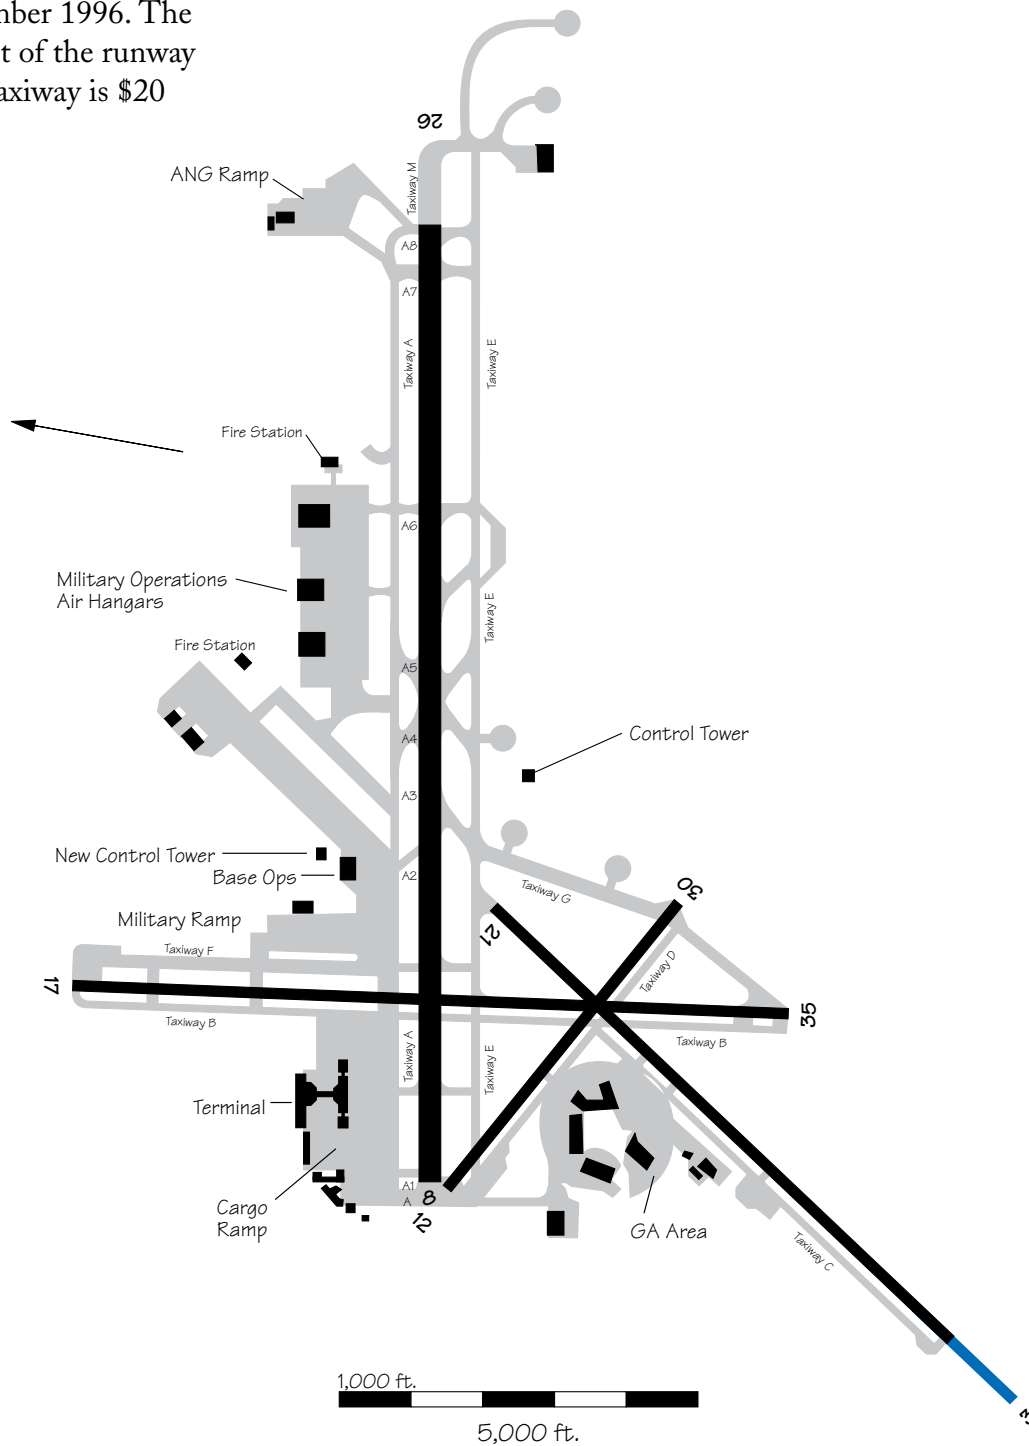 mber 1996. The
t of the runway
axiway is $20
26
ANG Ramp
Taxiway M
A8
A7
Taxiway A
Taxiway E
Fire Station
A6
Military Operations
Air Hangars
Taxiway E
Fire Station
A5
A4
Control Tower
A3
New Control Tower
Base Ops
A2
Taxiway G
30
Military Ramp
21
Taxiway F
Taxiway D
17
35
Taxiway B
Taxiway B
Taxiway A
Taxiway E
Terminal
A1
A
8
12
Cargo
Ramp
GA Area
Taxiway C
1,000 ft.
5,000 ft.
3